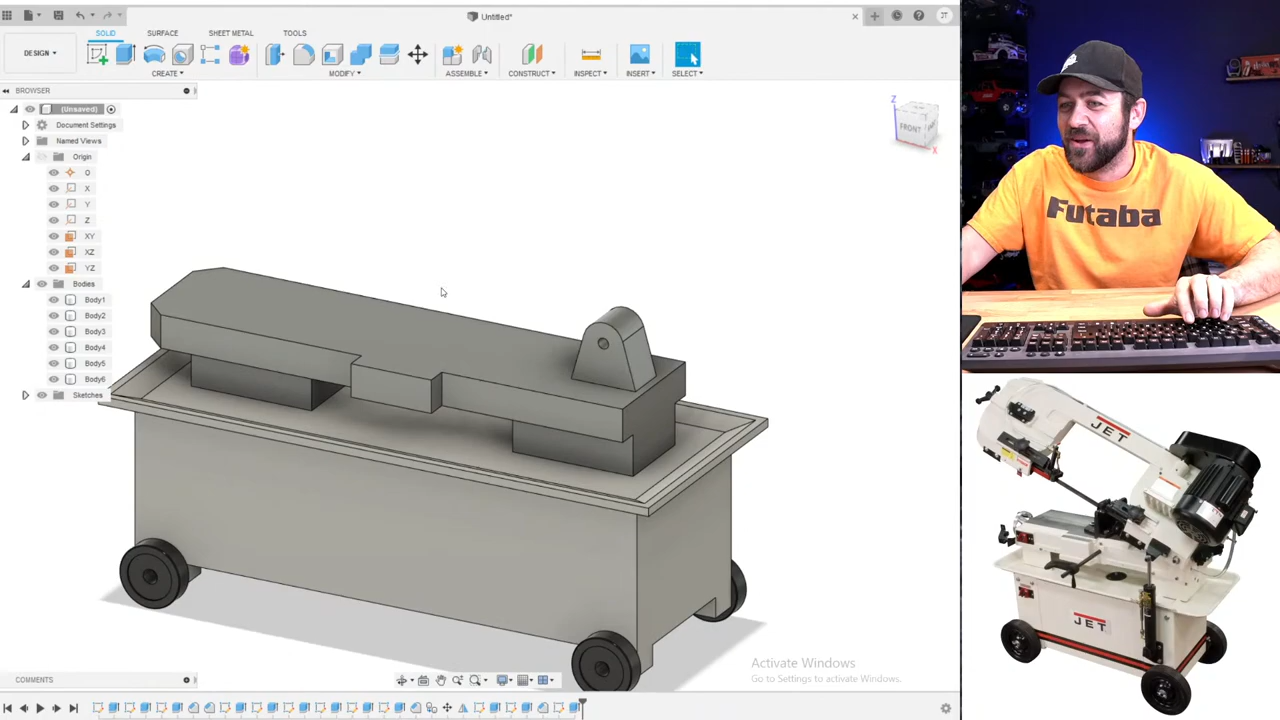 Untitled*
JT
SOLID
SURFACE
SHEET METAL
TOOLS
DESIGN
CREATE
MODIFY
ASSEMBLE
CONSTRUCT
INSPECT
INSERT
SELECT
BROWSER
(Unsaved)
Document Settings
Named Views
Origin
O
X
Y
Z
XY
XZ
YZ
Bodies
Body1
Body2
Body3
Body4
Body5
Body6
Sketches
Z
FRONT
X
Futaba
JET
JET
Activate Windows
Go to Settings to activate Windows.
COMMENTS